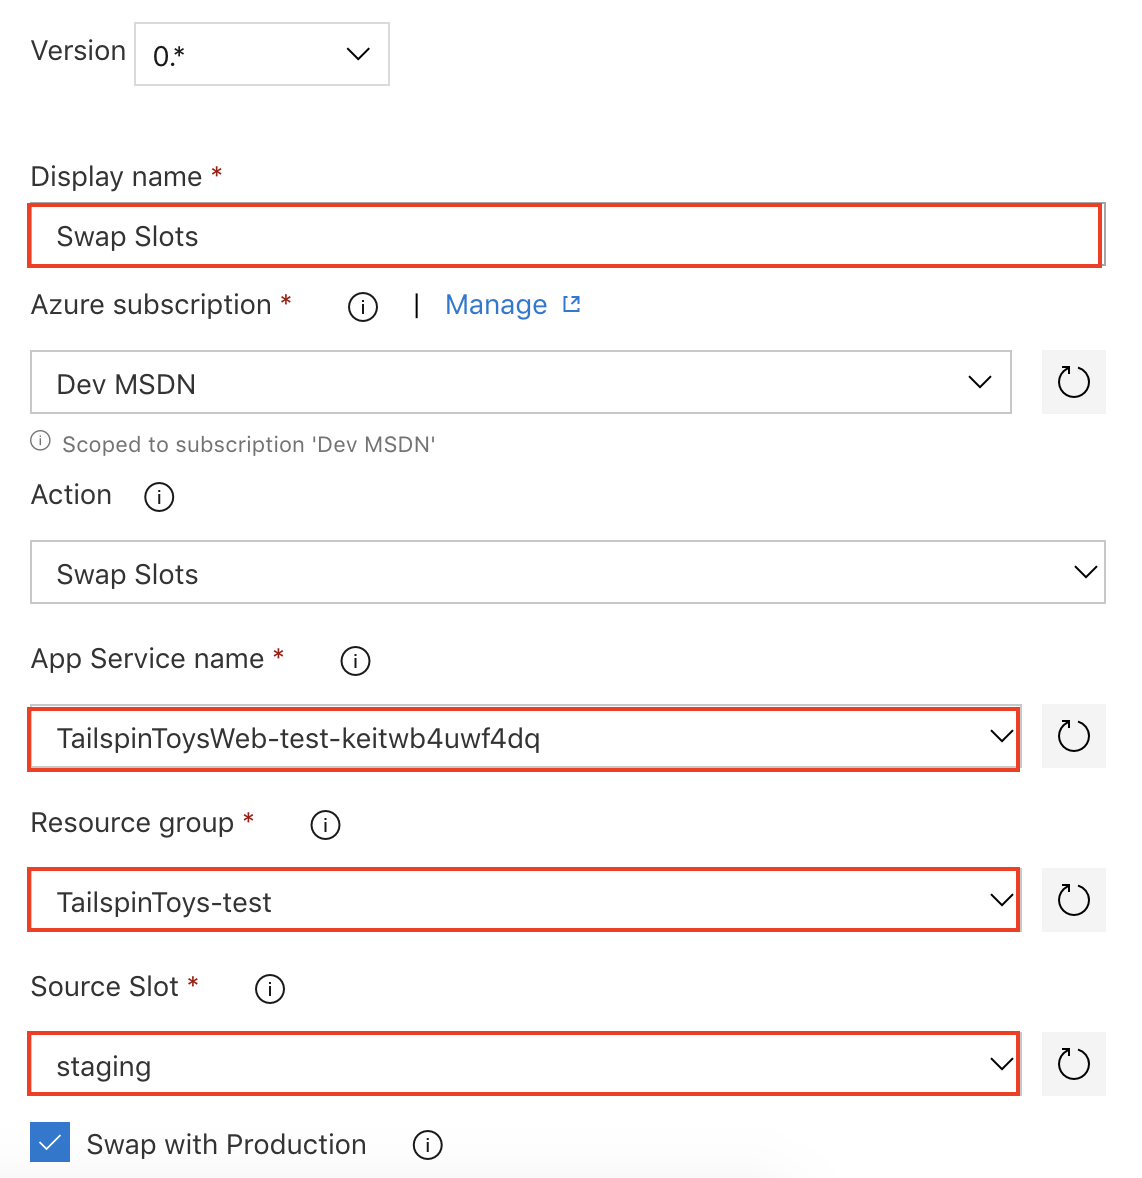 Version 0.*
Display name *
Swap Slots
Azure subscription * | Manage
Dev MSDN
Scoped to subscription 'Dev MSDN'
Action
Swap Slots
App Service name *
TailspinToysWeb-test-keitwb4uwf4dq
Resource group *
TailspinToys-test
Source Slot *
staging
Swap with Production